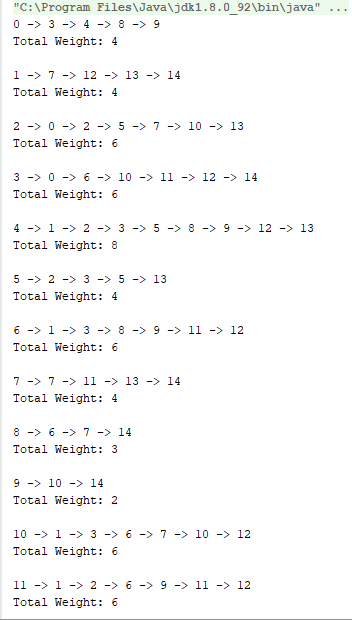 "C:\Program Files\Java\jdk1.8.0_92\bin\java" ...
0 -> 3 -> 4 -> 8 -> 9
Total Weight: 4
1 -> 7 -> 12 -> 13 -> 14
Total Weight: 4
2 -> 0 -> 2 -> 5 -> 7 -> 10 -> 13
Total Weight: 6
3 -> 0 -> 6 -> 10 -> 11 -> 12 -> 14
Total Weight: 6
4 -> 1 -> 2 -> 3 -> 5 -> 8 -> 9 -> 12 -> 13
Total Weight: 8
5 -> 2 -> 3 -> 5 -> 13
Total Weight: 4
6 -> 1 -> 3 -> 8 -> 9 -> 11 -> 12
Total Weight: 6
7 -> 7 -> 11 -> 13 -> 14
Total Weight: 4
8 -> 6 -> 7 -> 14
Total Weight: 3
9 -> 10 -> 14
Total Weight: 2
10 -> 1 -> 3 -> 6 -> 7 -> 10 -> 12
Total Weight: 6
11 -> 1 -> 2 -> 6 -> 9 -> 11 -> 12
Total Weight: 6